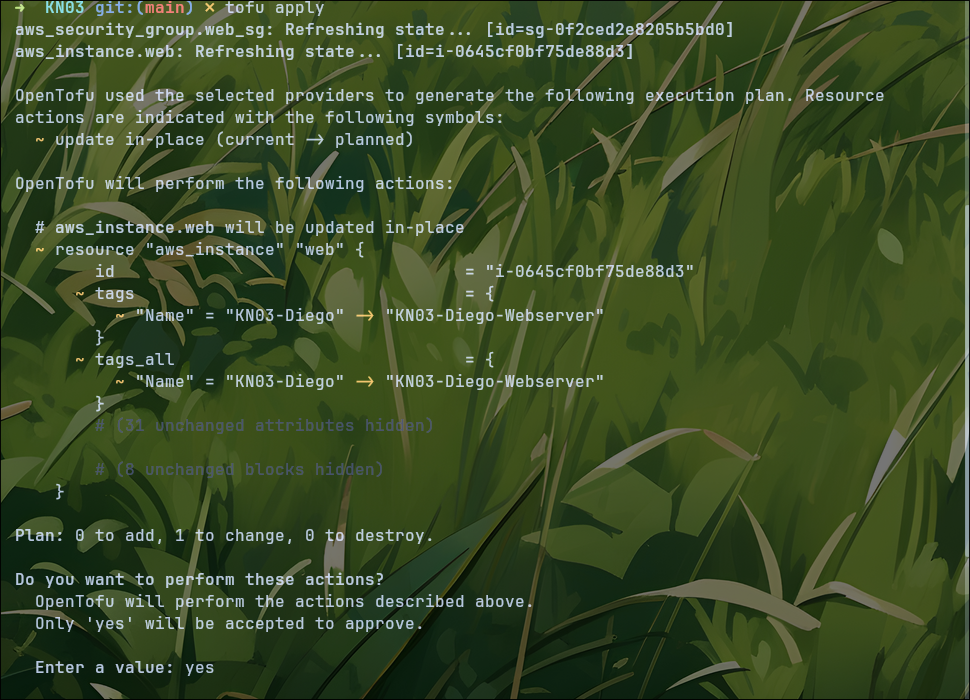 ➜  KN03 git:(main) ✗ tofu apply
aws_security_group.web_sg: Refreshing state... [id=sg-0f2ced2e8205b5bd0]
aws_instance.web: Refreshing state... [id=i-0645cf0bf75de88d3]

OpenTofu used the selected providers to generate the following execution plan. Resource
actions are indicated with the following symbols:
  ~ update in-place (current -> planned)

OpenTofu will perform the following actions:

  # aws_instance.web will be updated in-place
  ~ resource "aws_instance" "web" {
        id                                   = "i-0645cf0bf75de88d3"
      ~ tags                                 = {
          ~ "Name" = "KN03-Diego" -> "KN03-Diego-Webserver"
        }
      ~ tags_all                             = {
          ~ "Name" = "KN03-Diego" -> "KN03-Diego-Webserver"
        }
        # (31 unchanged attributes hidden)

        # (8 unchanged blocks hidden)
    }

Plan: 0 to add, 1 to change, 0 to destroy.

Do you want to perform these actions?
  OpenTofu will perform the actions described above.
  Only 'yes' will be accepted to approve.

  Enter a value: yes